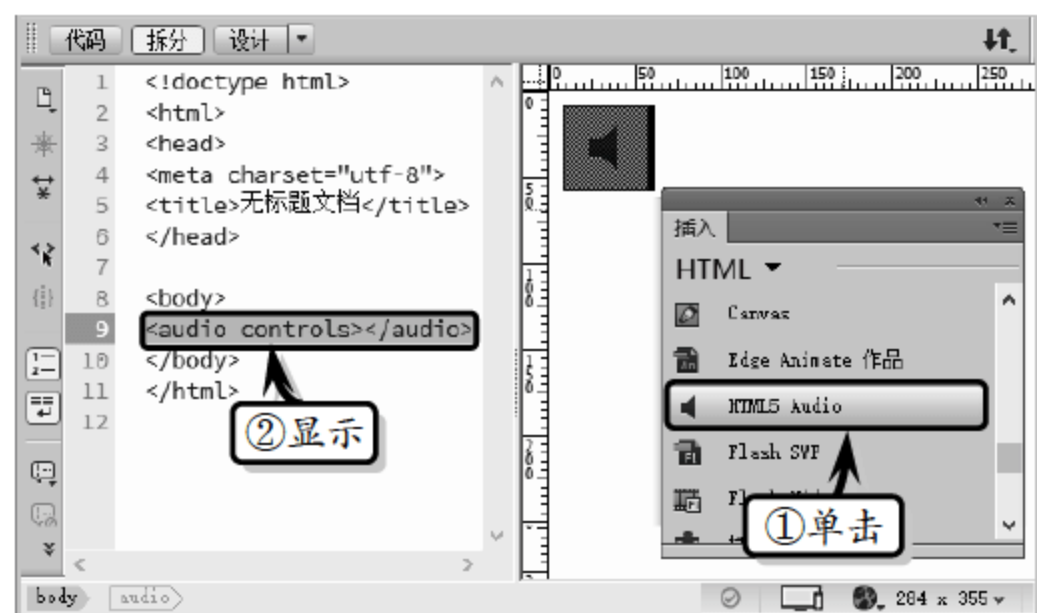 代码 拆分 设计
1 <!doctype html>
2 <html>
3 <head>
4 <meta charset="utf-8">
5 <title>无标题文档</title>
6 </head>
7
8 <body>
9 <audio controls></audio>
10 </body>
11 </html>
12
②显示
0 50 100 150 200 250
插入
HTML
Canvas
Edge Animate 作品
HTML5 Audio
Flash SWF
①单击
body audio
284 x 355